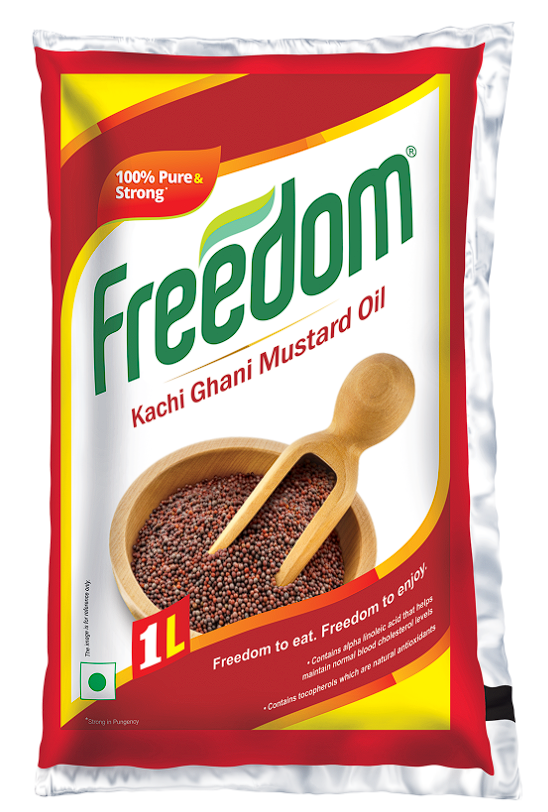 100% Pure &
Strong*
Freedom®
Kachi Ghani Mustard Oil
1L
Freedom to eat. Freedom to enjoy.
• Contains alpha linoleic acid that helps
maintain normal blood cholesterol levels
• Contains tocopherols which are natural antioxidants
The image is for reference only.
*Strong in Pungency